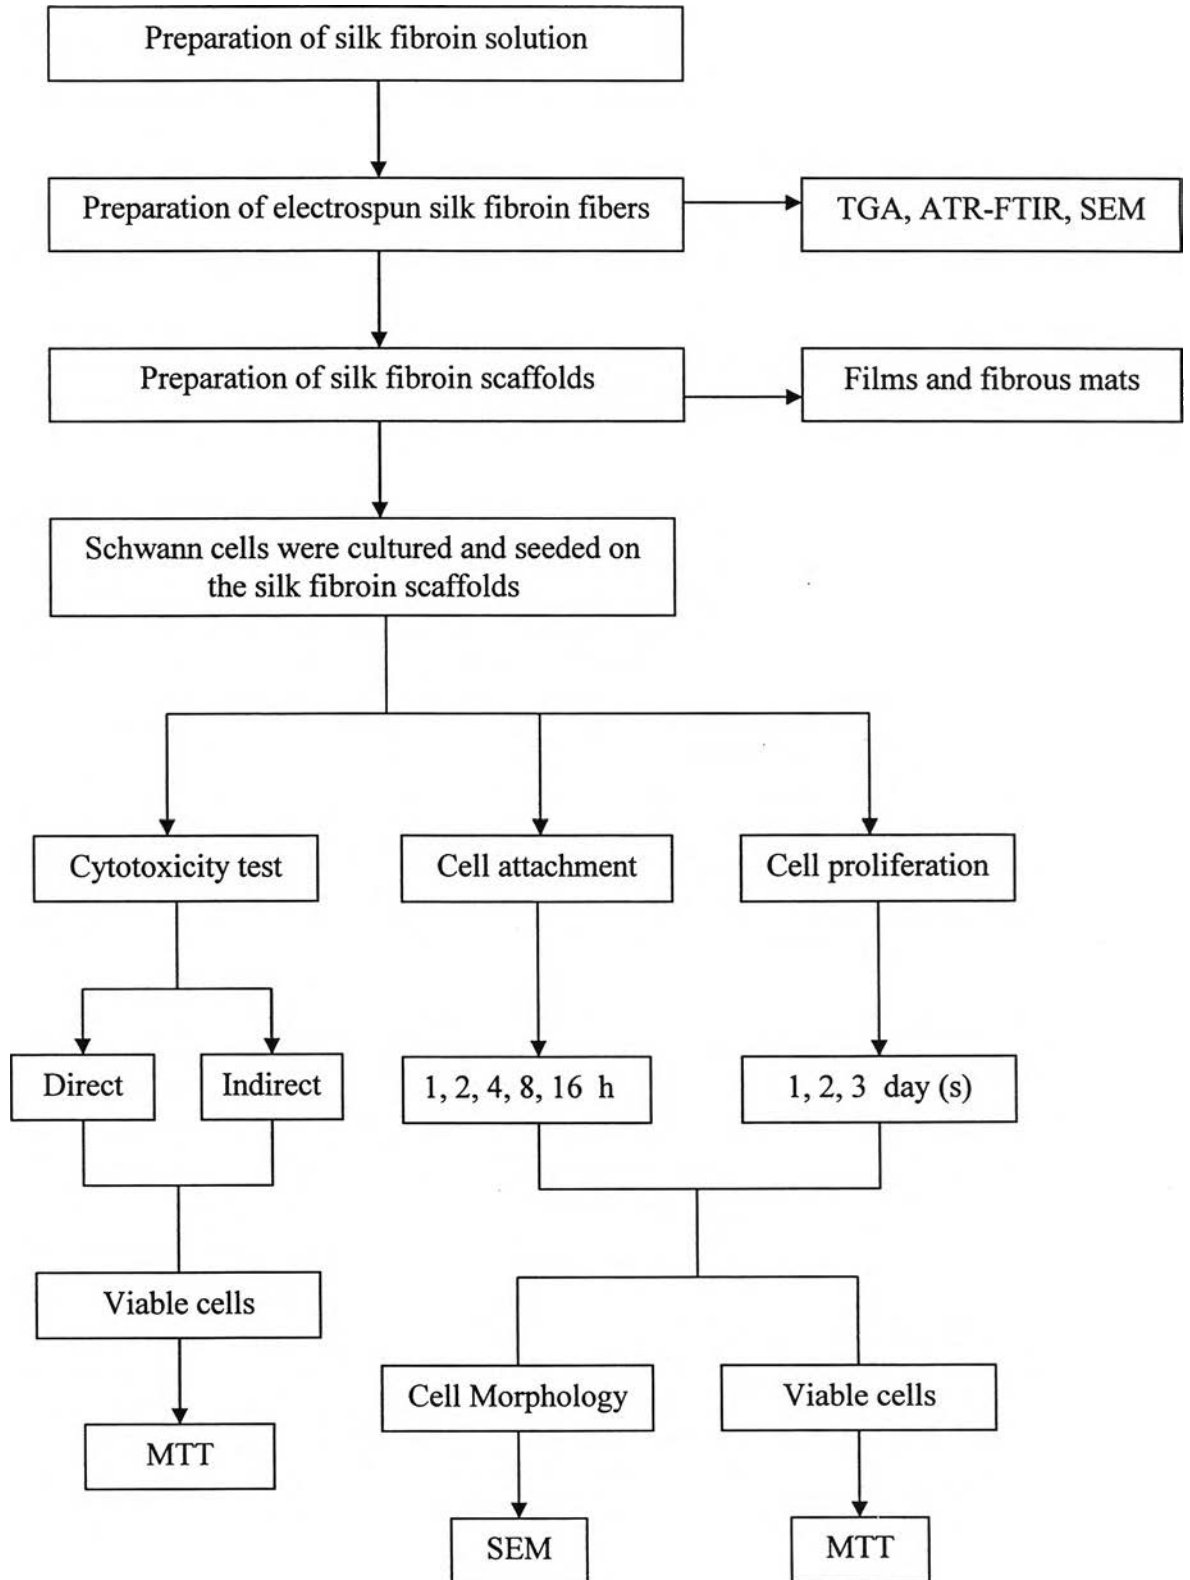 Preparation of silk fibroin solution
Preparation of electrospun silk fibroin fibers
TGA, ATR-FTIR, SEM
Preparation of silk fibroin scaffolds
Films and fibrous mats
Schwann cells were cultured and seeded on
the silk fibroin scaffolds
Cytotoxicity test
Cell attachment
Cell proliferation
Direct
Indirect
1, 2, 4, 8, 16 h
1, 2, 3 day (s)
Viable cells
Cell Morphology
Viable cells
MTT
SEM
MTT